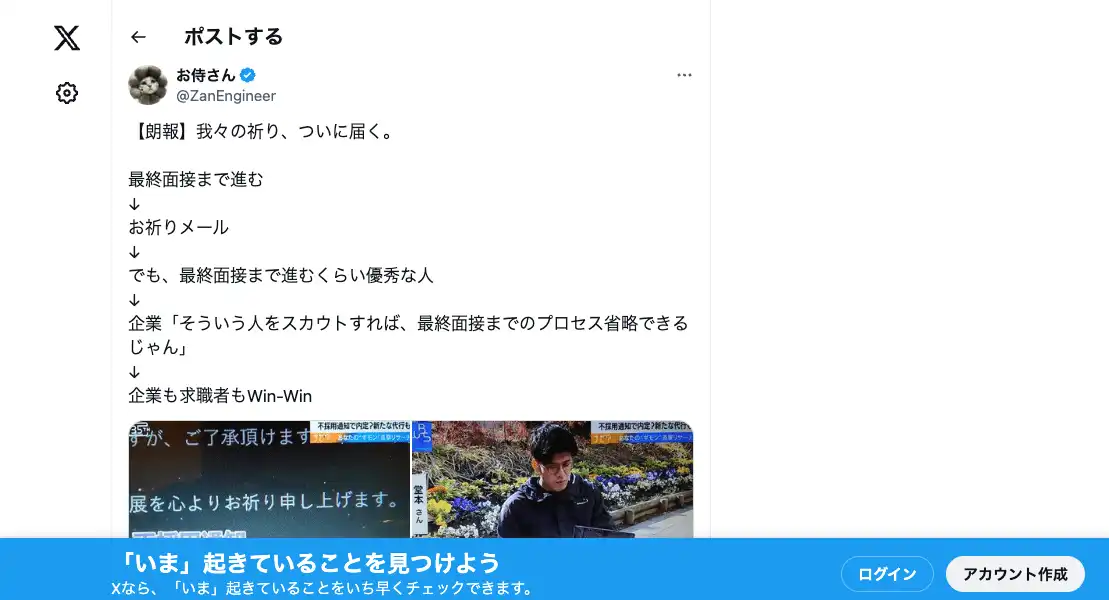 ポストする
お侍さん
@ZanEngineer
【朗報】我々の祈り、ついに届く。
最終面接まで進む
↓
お祈りメール
↓
でも、最終面接まで進むくらい優秀な人
↓
企業「そういう人をスカウトすれば、最終面接までのプロセス省略できる
じゃん」
↓
企業も求職者もWin-Win
すが、ご了承頂けます
不採用通知で内定?新たな代行も
展を心よりお祈り申し上げます。
不採用通知で内定?新たな代行
堂本さん
「いま」起きていることを見つけよう
Xなら、「いま」起きていることをいち早くチェックできます。
ログイン
アカウント作成